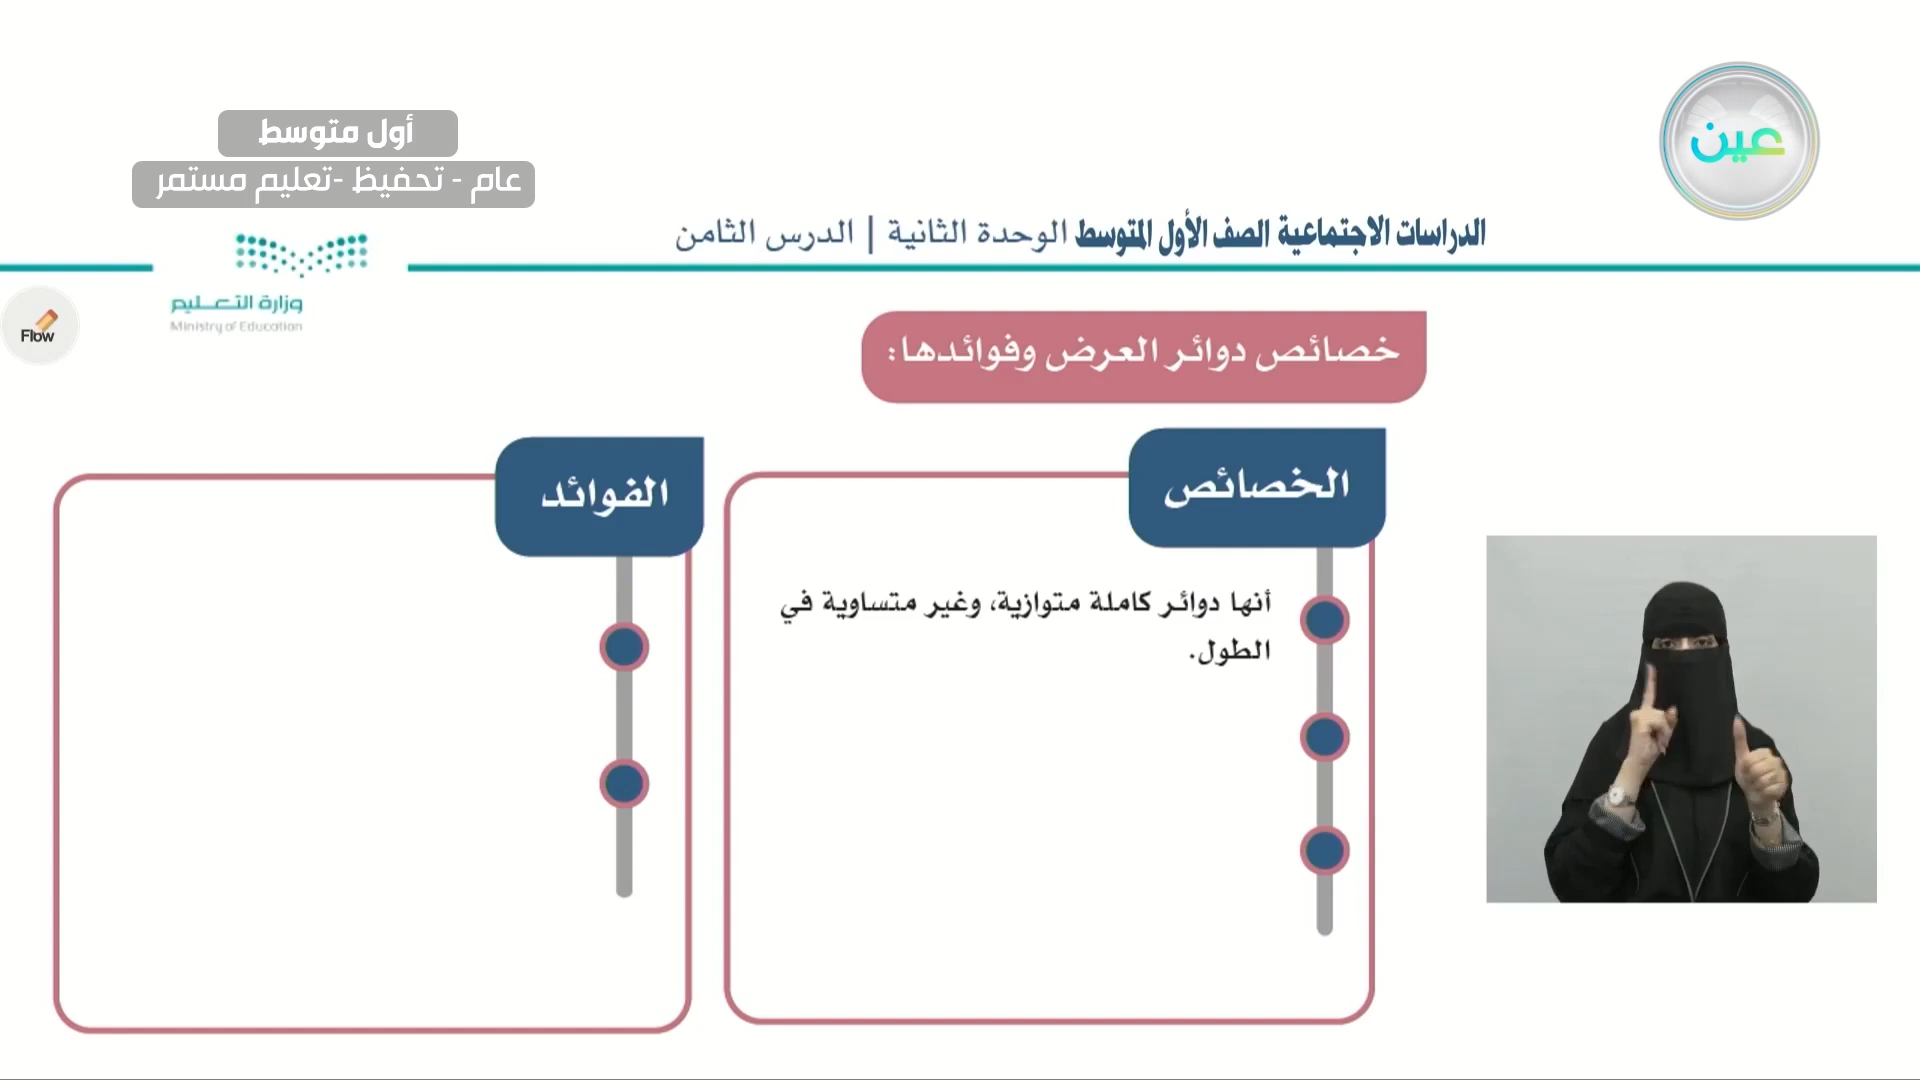 أول متوسط
عام - تحفيظ -تعليم مستمر
عين
الدراسات الاجتماعية الصف الأول المتوسط الوحدة الثانية | الدرس الثامن
وزارة التعليم
Ministry of Education
Flow
خصائص دوائر العرض وفوائدها:
الخصائص
أنها دوائر كاملة متوازية، وغير متساوية في
الطول.
الفوائد